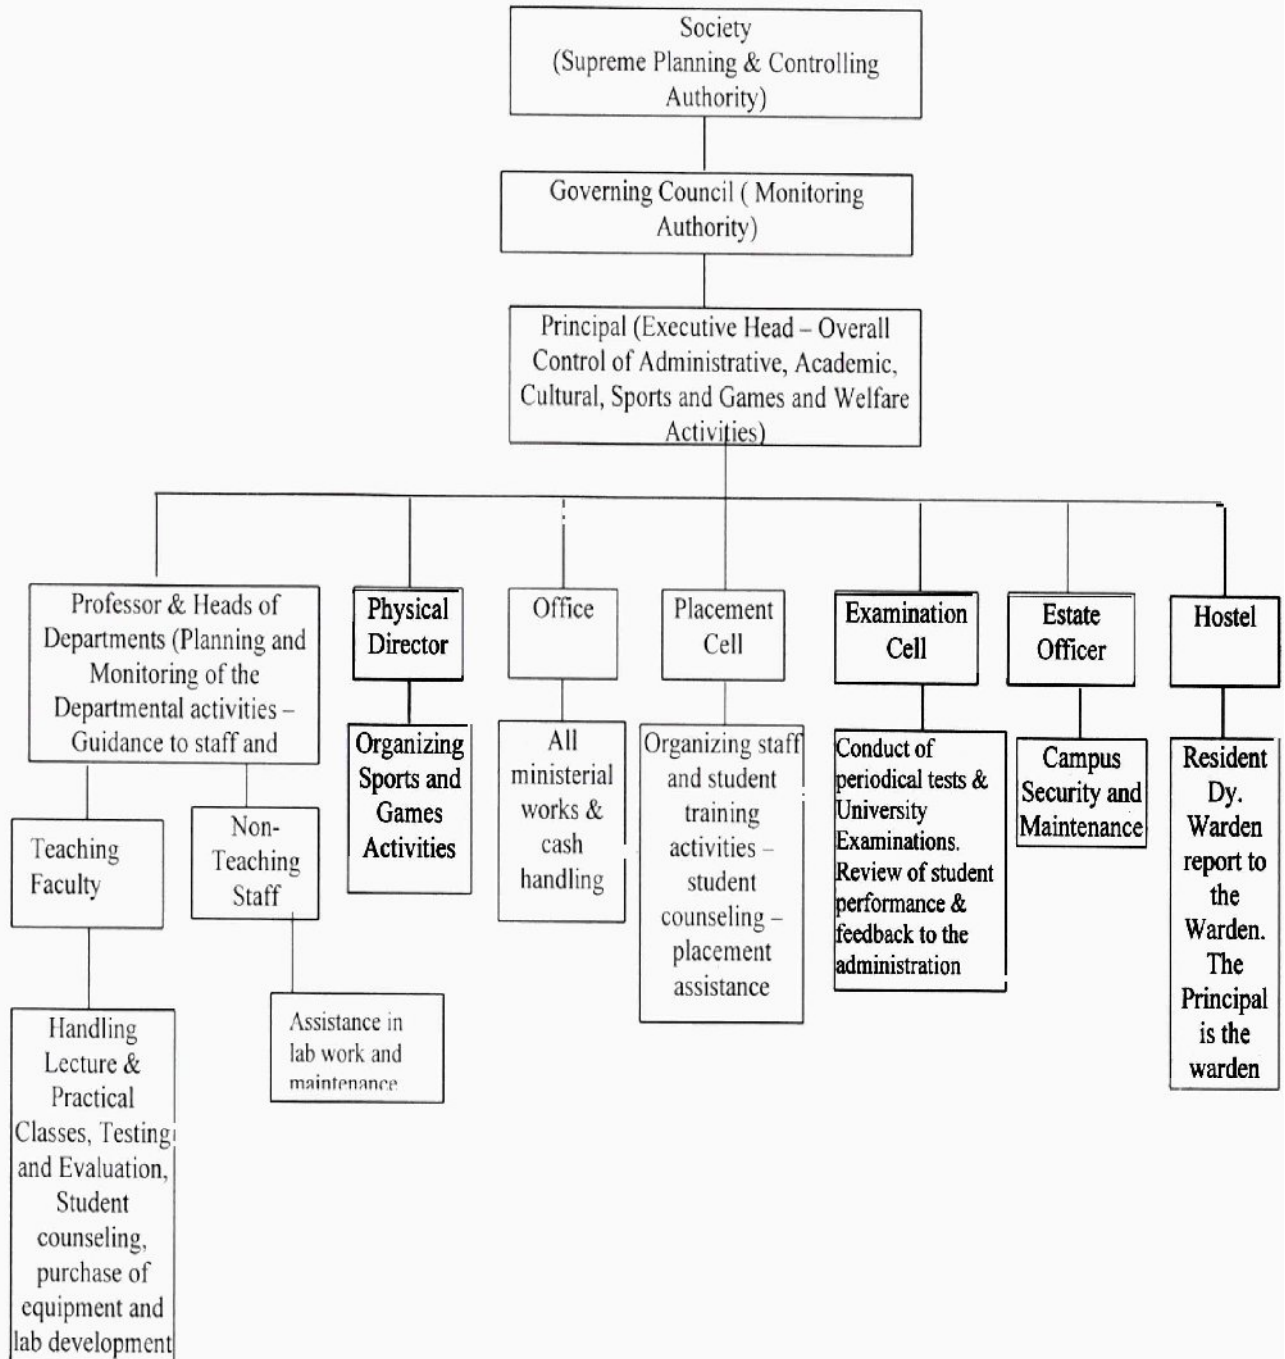 Society
(Supreme Planning & Controlling
Authority)
Governing Council ( Monitoring
Authority)
Principal (Executive Head – Overall
Control of Administrative, Academic,
Cultural, Sports and Games and Welfare
Activities)
Professor & Heads of
Departments (Planning and
Monitoring of the
Departmental activities –
Guidance to staff and
Physical
Director
Office
Placement
Cell
Examination
Cell
Estate
Officer
Hostel
Teaching
Faculty
Non-
Teaching
Staff
Organizing
Sports and
Games
Activities
All
ministerial
works &
cash
handling
Organizing staff
and student
training
activities –
student
counseling –
placement
assistance
Conduct of
periodical tests &
University
Examinations.
Review of student
performance &
feedback to the
administration
Campus
Security and
Maintenance
Resident
Dy.
Warden
report to
the
Warden.
The
Principal
is the
warden
Handling
Lecture &
Practical
Classes, Testing
and Evaluation,
Student
counseling,
purchase of
equipment and
lab development
Assistance in
lab work and
maintenance